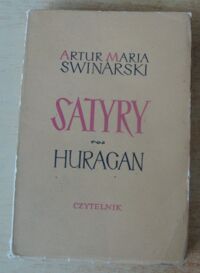 ARTUR MARIA
SWINARSKI
SATYRY
HURAGAN
CZYTELNIK